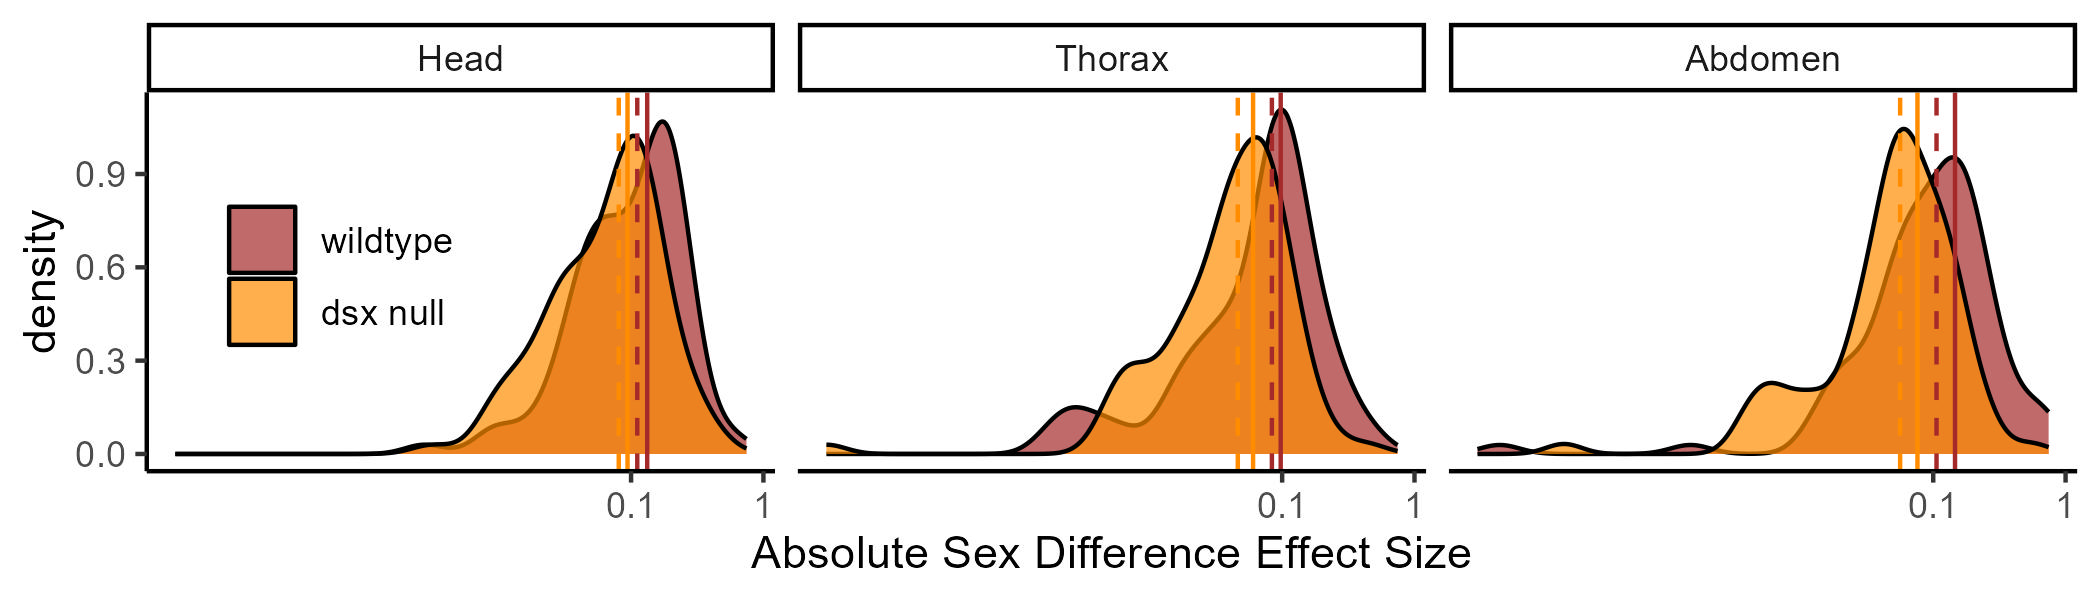 Head
Thorax
Abdomen
density
0.9
0.6
0.3
0.0
wildtype
dsx null
0.1 1
0.1 1
0.1 1
Absolute Sex Difference Effect Size